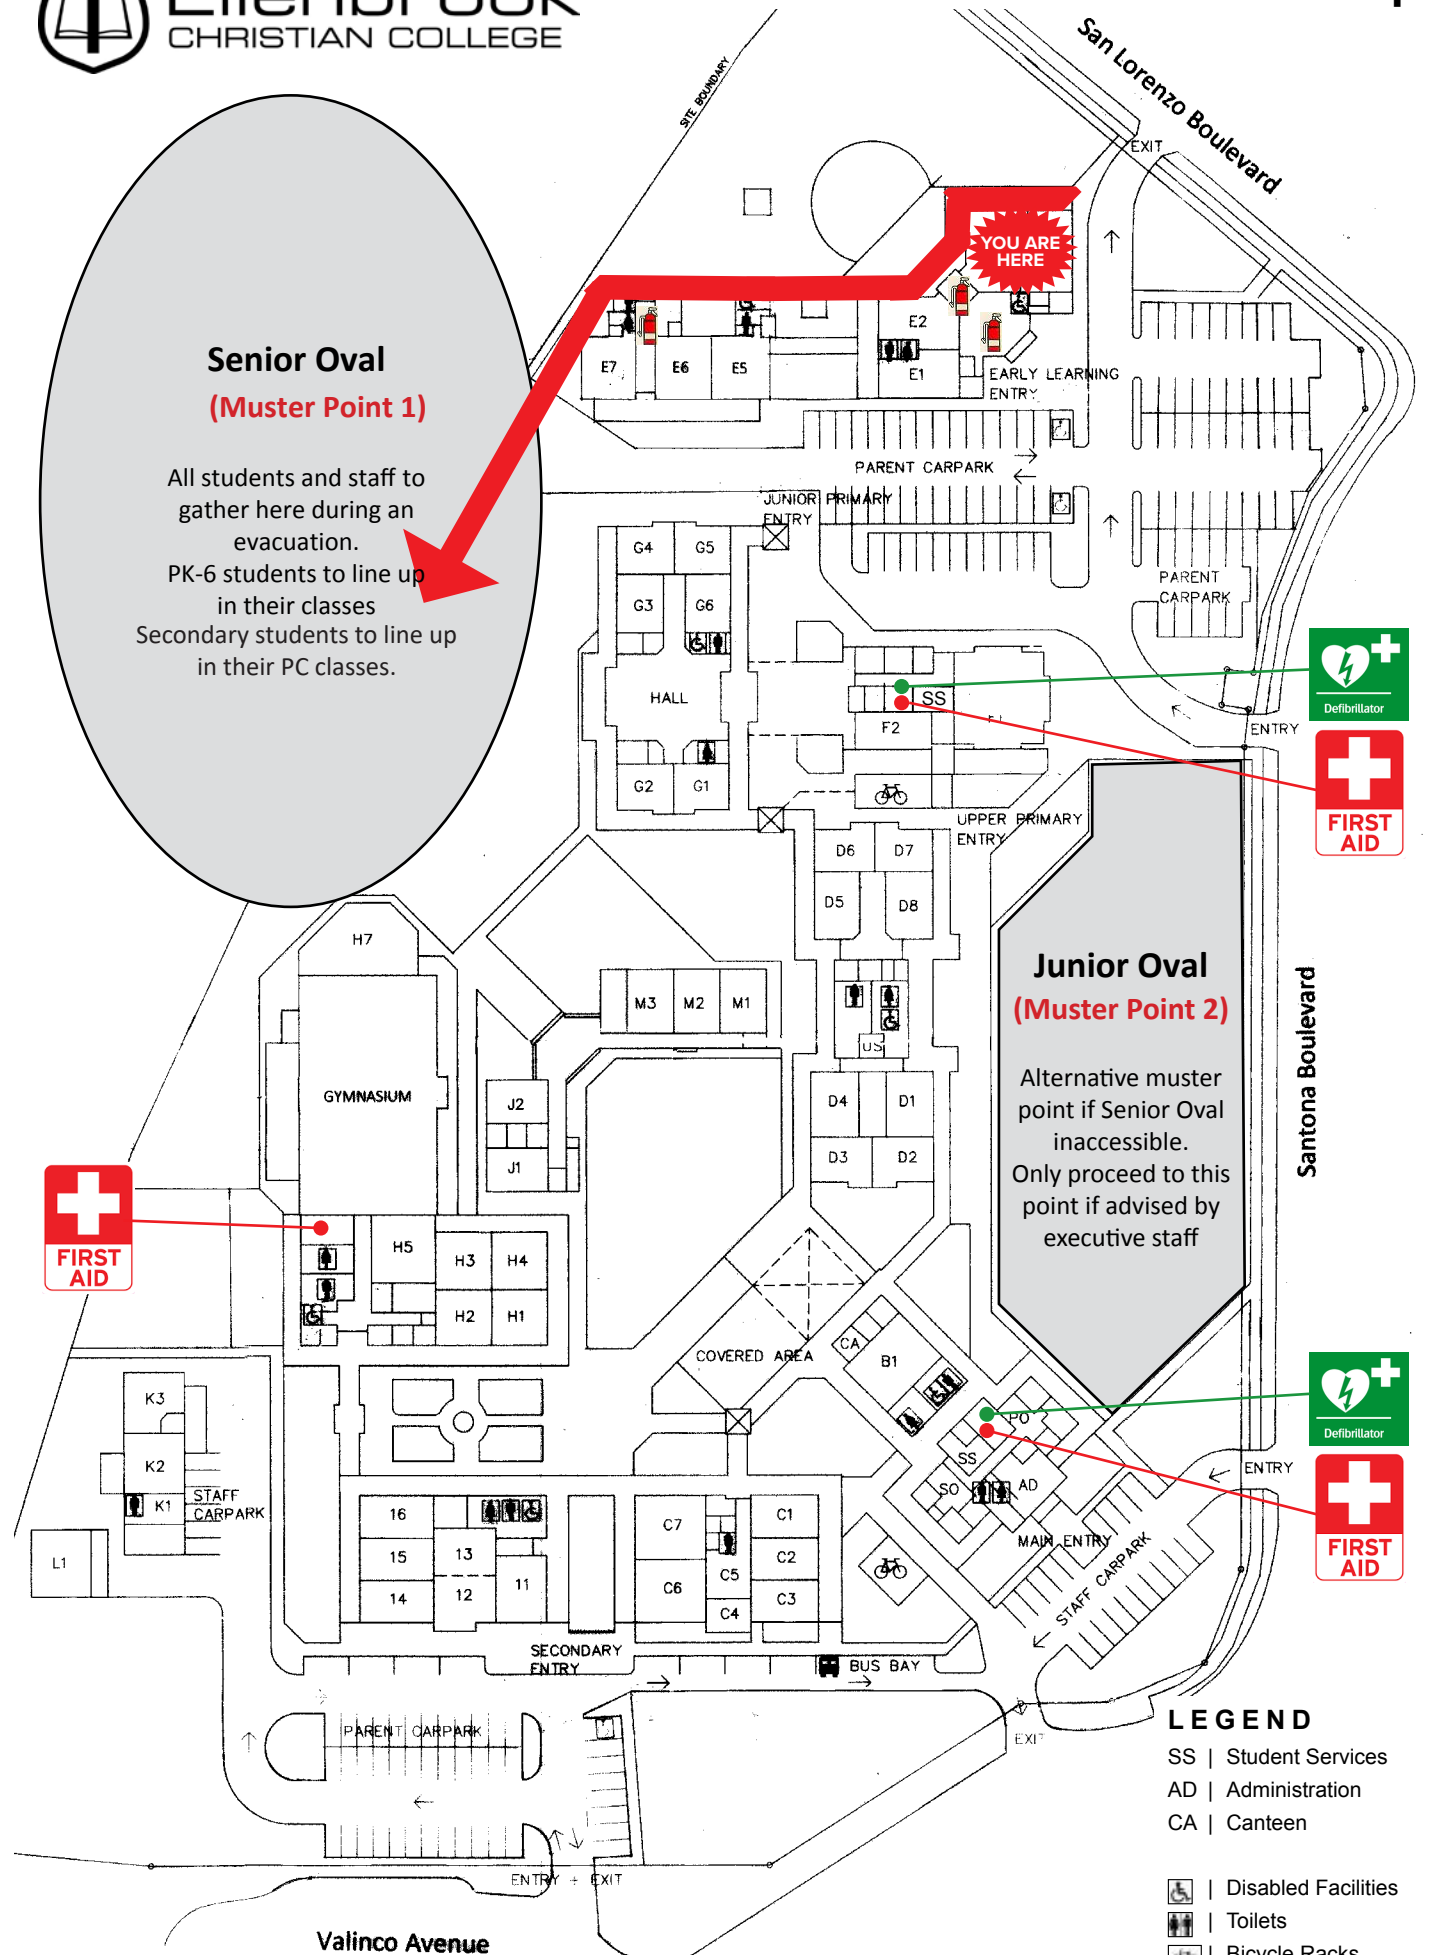 CHRISTIAN COLLEGE
SITE BOUNDARY
San Lorenzo Boulevard
EXIT
YOU ARE
HERE
Senior Oval
(Muster Point 1)
All students and staff to
gather here during an
evacuation.
PK-6 students to line up
in their classes
Secondary students to line up
in their PC classes.
E2
E7
E6
E5
E1
EARLY LEARNING
ENTRY
PARENT CARPARK
JUNIOR PRIMARY
ENTRY
G4
G5
G3
G6
PARENT
CARPARK
HALL
SS
F2
ENTRY
Defibrillator
G2
G1
UPPER PRIMARY
ENTRY
FIRST
AID
D6
D7
D5
D8
H7
Junior Oval
(Muster Point 2)
Alternative muster
point if Senior Oval
inaccessible.
Only proceed to this
point if advised by
executive staff
Santona Boulevard
M3
M2
M1
US
GYMNASIUM
J2
J1
D4
D1
D3
D2
FIRST
AID
H5
H3
H4
H2
H1
COVERED AREA
CA
B1
K3
K2
K1
STAFF
CARPARK
L1
PO
SS
SO
AD
Defibrillator
ENTRY
MAIN ENTRY
STAFF CARPARK
FIRST
AID
16
15
14
13
12
11
C7
C6
C5
C4
C1
C2
C3
SECONDARY
ENTRY
BUS BAY
EXIT
PARENT CARPARK
ENTRY + EXIT
Valinco Avenue
LEGEND
SS | Student Services
AD | Administration
CA | Canteen
| Disabled Facilities
| Toilets
| Bicycle Racks